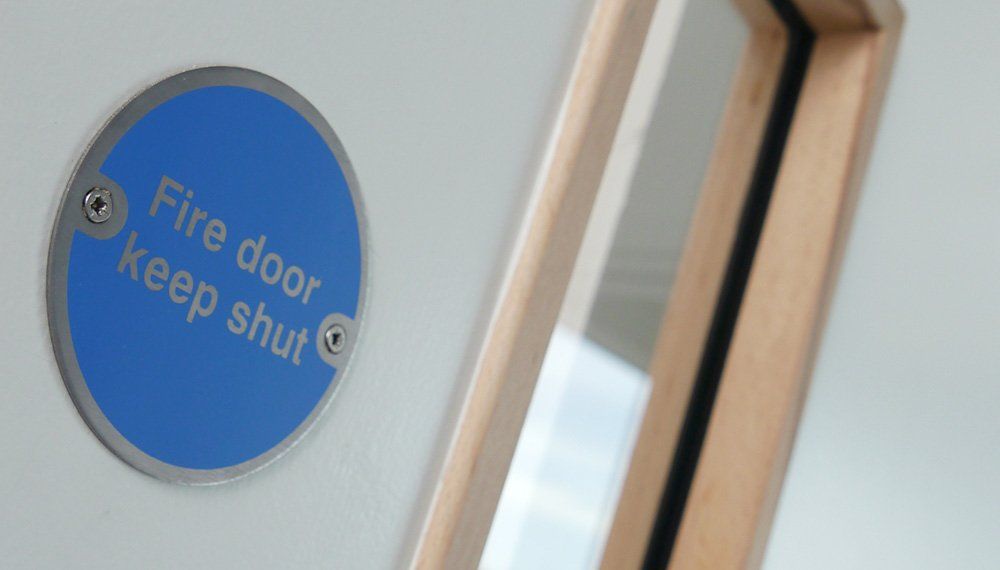 Fire door
keep shut